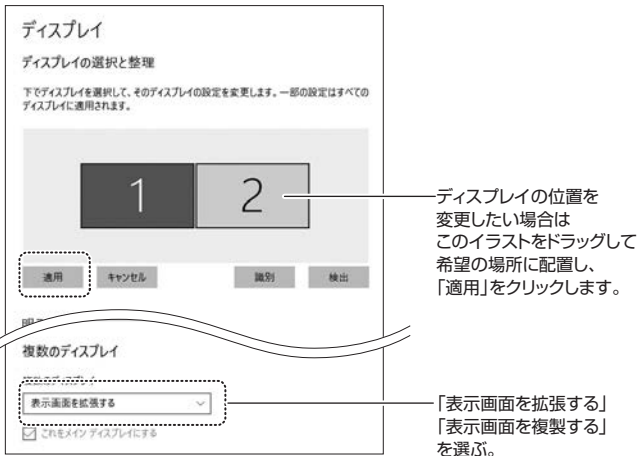 ディスプレイ
ディスプレイの選択と整理
下でディスプレイを選択して、そのディスプレイの設定を変更します。一部の設定はすべての
ディスプレイに適用されます。
1
2
ディスプレイの位置を
変更したい場合は
このイラストをドラッグして
希望の場所に配置し、
「適用」をクリックします。
適用
キャンセル
識別
検出
複数のディスプレイ
表示画面を拡張する
「表示画面を拡張する」
「表示画面を複製する」
を選ぶ。
これをメイン ディスプレイにする